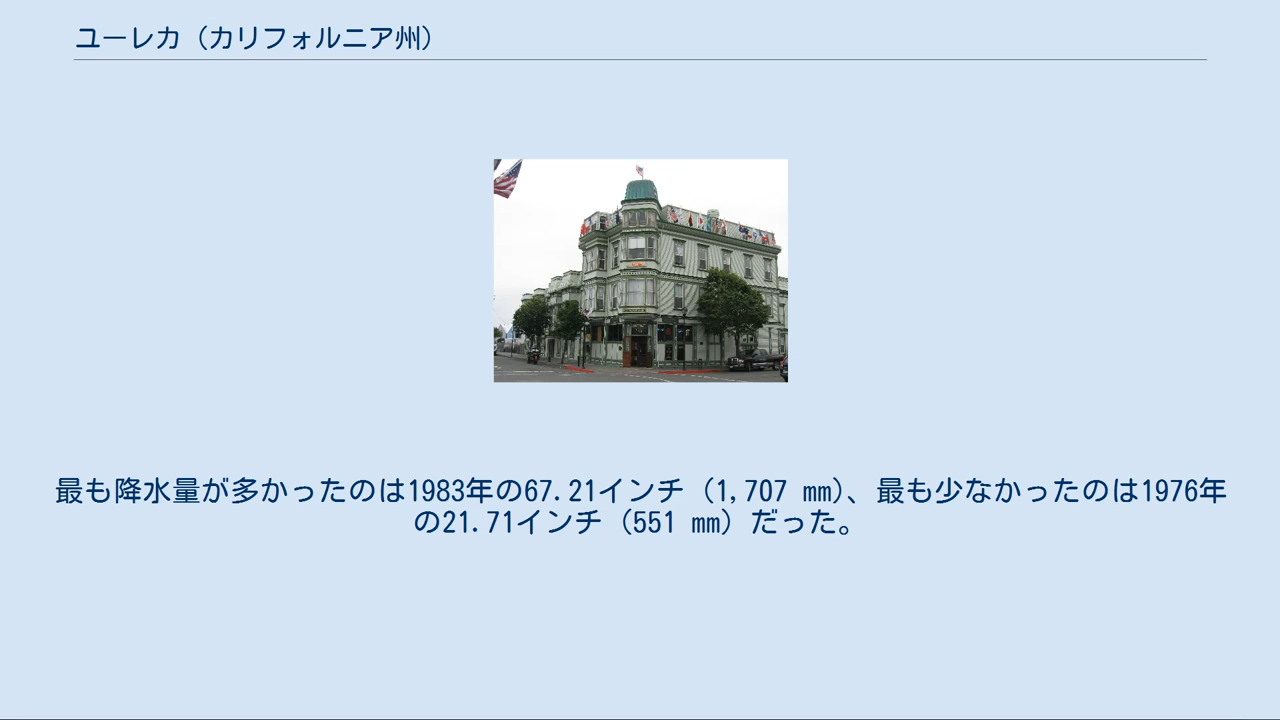 ユーレカ（カリフォルニア州）
最も降水量が多かったのは1983年の67.21インチ（1,707 mm）、最も少なかったのは1976年
の21.71インチ（551 mm）だった。